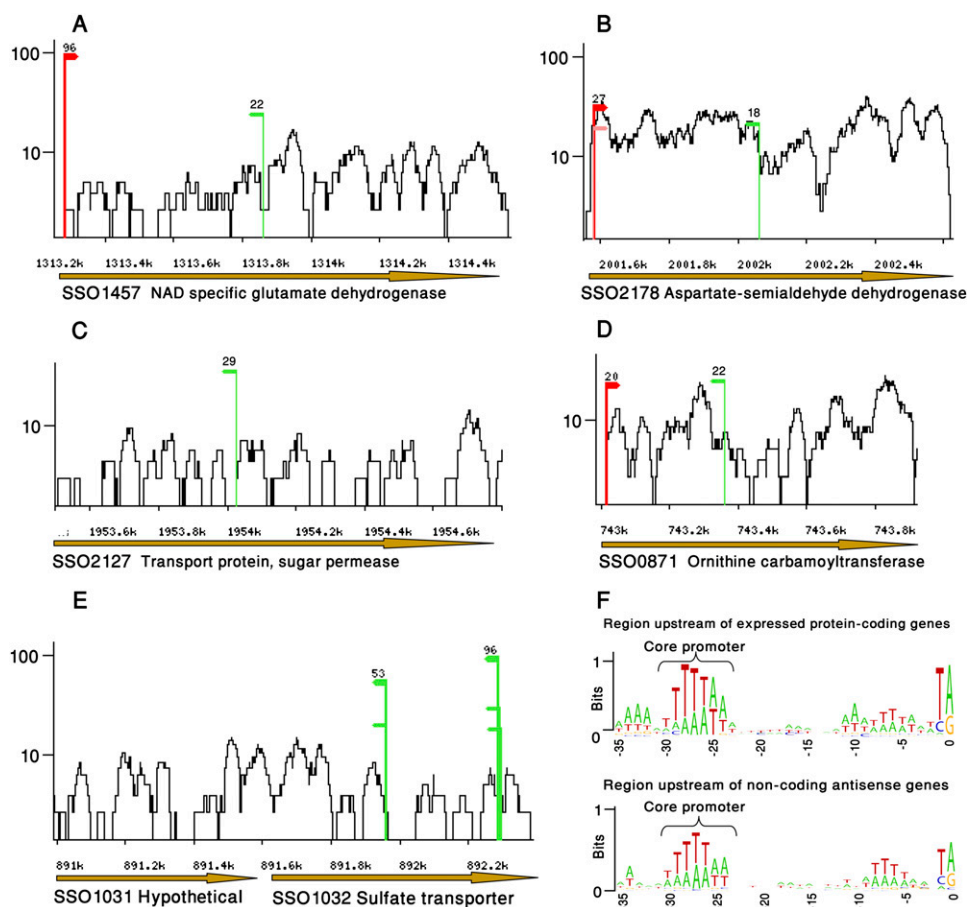 A
96
100
22
10
1313.2k 1313.4k 1313.6k 1313.8k 1314k 1314.2k 1314.4k
SSO1457 NAD specific glutamate dehydrogenase
B
100
27
18
10
2001.6k 2001.8k 2002k 2002.2k 2002.4k
SSO2178 Aspartate-semialdehyde dehydrogenase
C
29
10
..i 1953.6k 1953.8k 1954k 1954.2k 1954.4k 1954.6k
SSO2127 Transport protein, sugar permease
D
20
22
10
743k 743.2k 743.4k 743.6k 743.8k
SSO0871 Ornithine carbamoyltransferase
E
100
53
96
10
891k 891.2k 891.4k 891.6k 891.8k 892k 892.2k
SSO1031 Hypothetical SSO1032 Sulfate transporter
F
Region upstream of expressed protein-coding genes
Core promoter
1
Bits
0
-35 -30 -25 -20 -15 -10 -5 0
Region upstream of non-coding antisense genes
Core promoter
1
Bits
0
-35 -30 -25 -20 -15 -10 -5 0